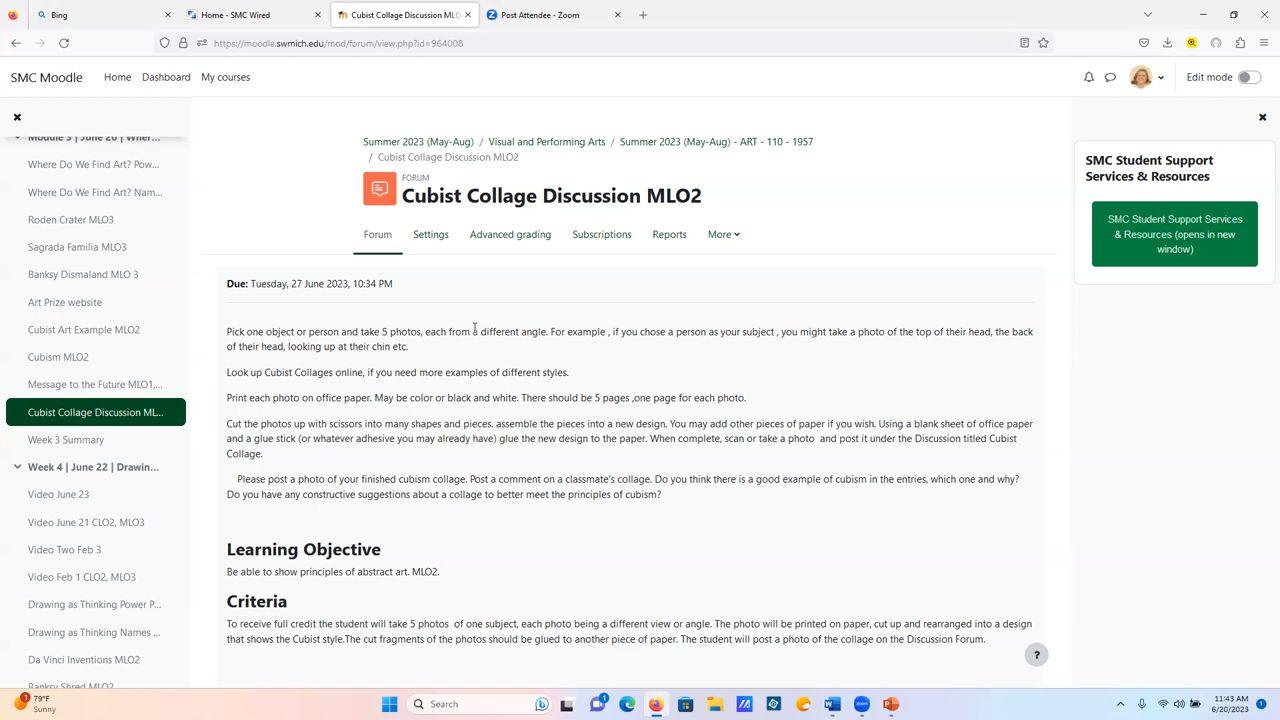 Bing
Home - SMC Wired
Cubist Collage Discussion MLO
Post Attendee - Zoom
https://moodle.swmich.edu/mod/forum/view.php?id=964008
SMC Moodle
Home
Dashboard
My courses
Edit mode
Where Do We Find Art? Pow...
Where Do We Find Art? Nam...
Roden Crater MLO3
Sagrada Familia MLO3
Banksy Dismaland MLO 3
Art Prize website
Cubist Art Example MLO2
Cubism MLO2
Message to the Future MLO1,...
Cubist Collage Discussion ML...
Week 3 Summary
Week 4 | June 22 | Drawin...
Video June 23
Video June 21 CLO2, MLO3
Video Two Feb 3
Video Feb 1 CLO2, MLO3
Drawing as Thinking Power P...
Drawing as Thinking Names ...
Da Vinci Inventions MLO2
Banksy Shred MLO2
Summer 2023 (May-Aug) / Visual and Performing Arts / Summer 2023 (May-Aug) - ART - 110 - 1957
/ Cubist Collage Discussion MLO2
FORUM
Cubist Collage Discussion MLO2
Forum
Settings
Advanced grading
Subscriptions
Reports
More
Due: Tuesday, 27 June 2023, 10:34 PM
Pick one object or person and take 5 photos, each from a different angle. For example , if you chose a person as your subject , you might take a photo of the top of their head, the back
of their head, looking up at their chin etc.
Look up Cubist Collages online, if you need more examples of different styles.
Print each photo on office paper. May be color or black and white. There should be 5 pages ,one page for each photo.
Cut the photos up with scissors into many shapes and pieces, assemble the pieces into a new design. You may add other pieces of paper if you wish. Using a blank sheet of office paper
and a glue stick (or whatever adhesive you may already have) glue the new design to the paper. When complete, scan or take a photo and post it under the Discussion titled Cubist
Collage.
Please post a photo of your finished cubism collage. Post a comment on a classmate's collage. Do you think there is a good example of cubism in the entries, which one and why?
Do you have any constructive suggestions about a collage to better meet the principles of cubism?
Learning Objective
Be able to show principles of abstract art. MLO2.
Criteria
To receive full credit the student will take 5 photos of one subject, each photo being a different view or angle. The photo will be printed on paper, cut up and rearranged into a design
that shows the Cubist style.The cut fragments of the photos should be glued to another piece of paper. The student will post a photo of the collage on the Discussion Forum.
SMC Student Support
Services & Resources
SMC Student Support Services
& Resources (opens in new
window)
?
1
79°F
Sunny
Search
1
11:43 AM
6/20/2023